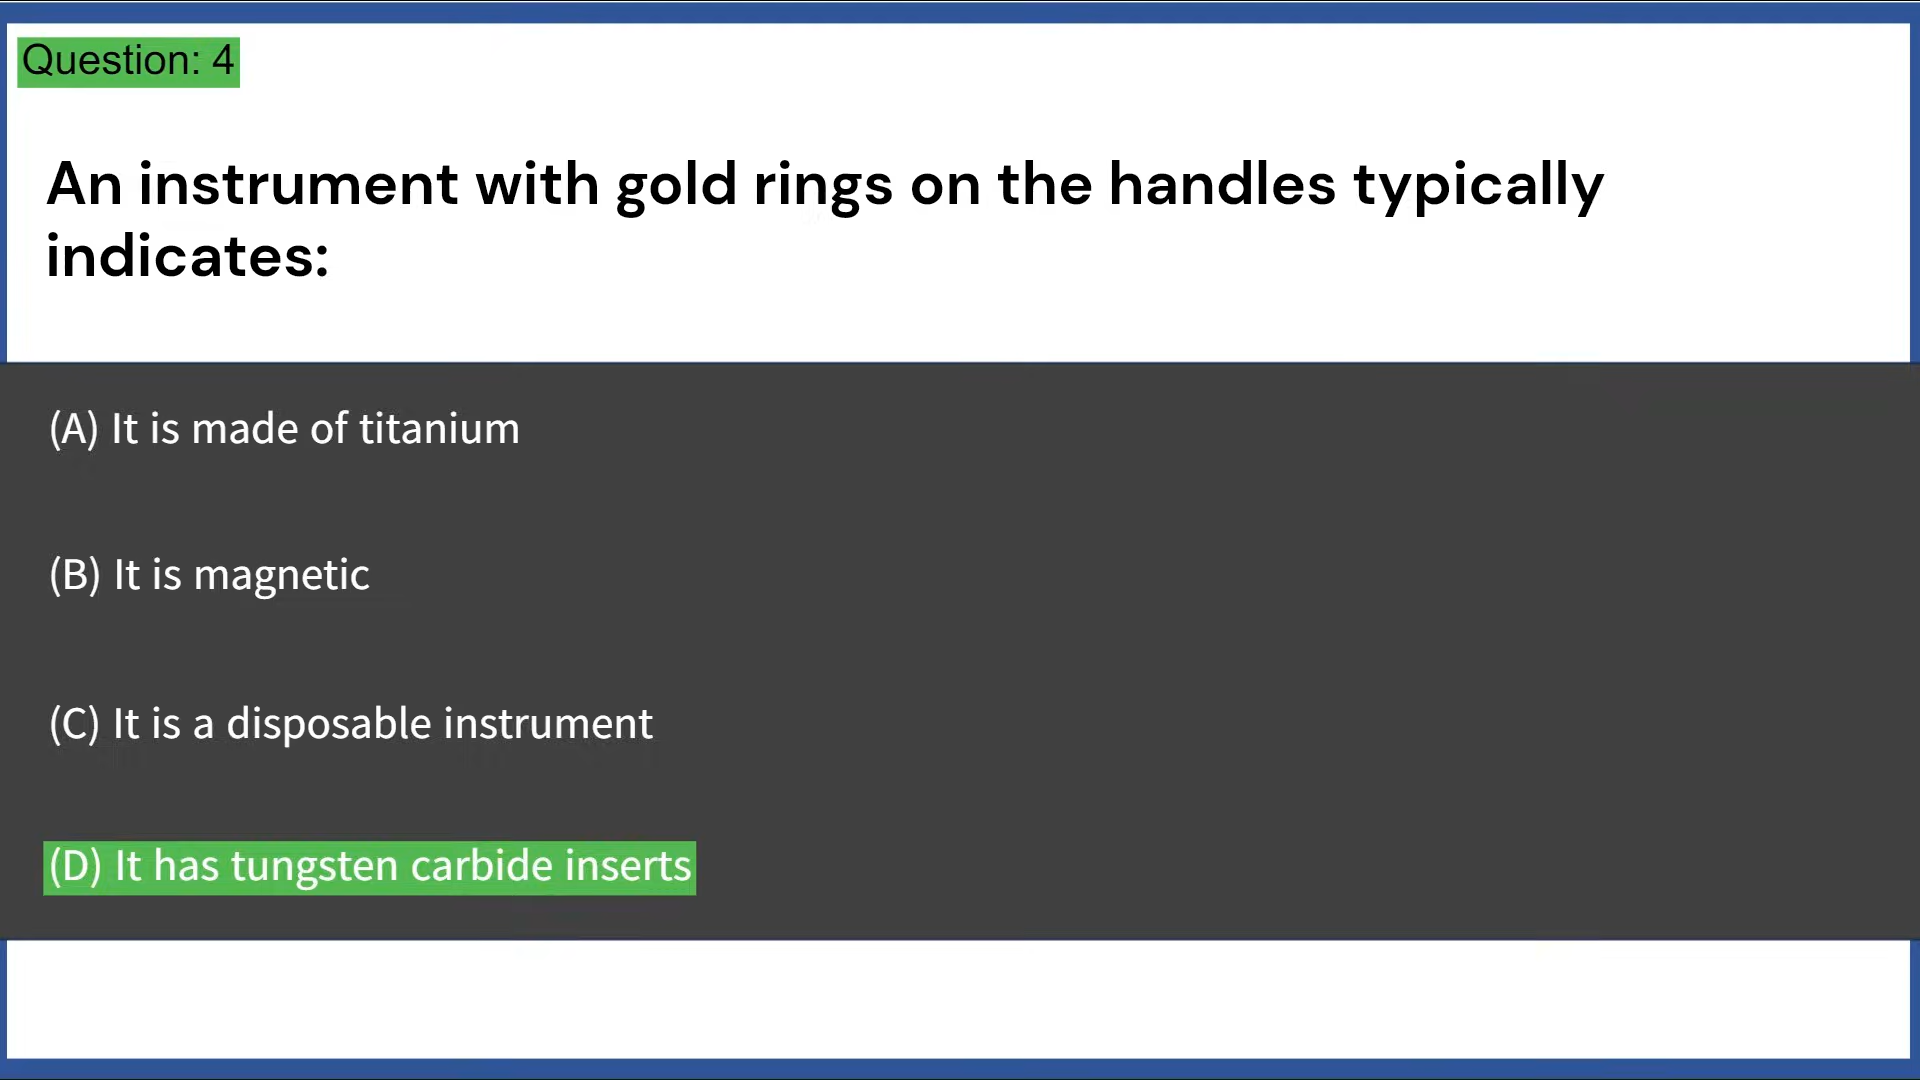 Question: 4
An instrument with gold rings on the handles typically
indicates:
(A) It is made of titanium
(B) It is magnetic
(C) It is a disposable instrument
(D) It has tungsten carbide inserts